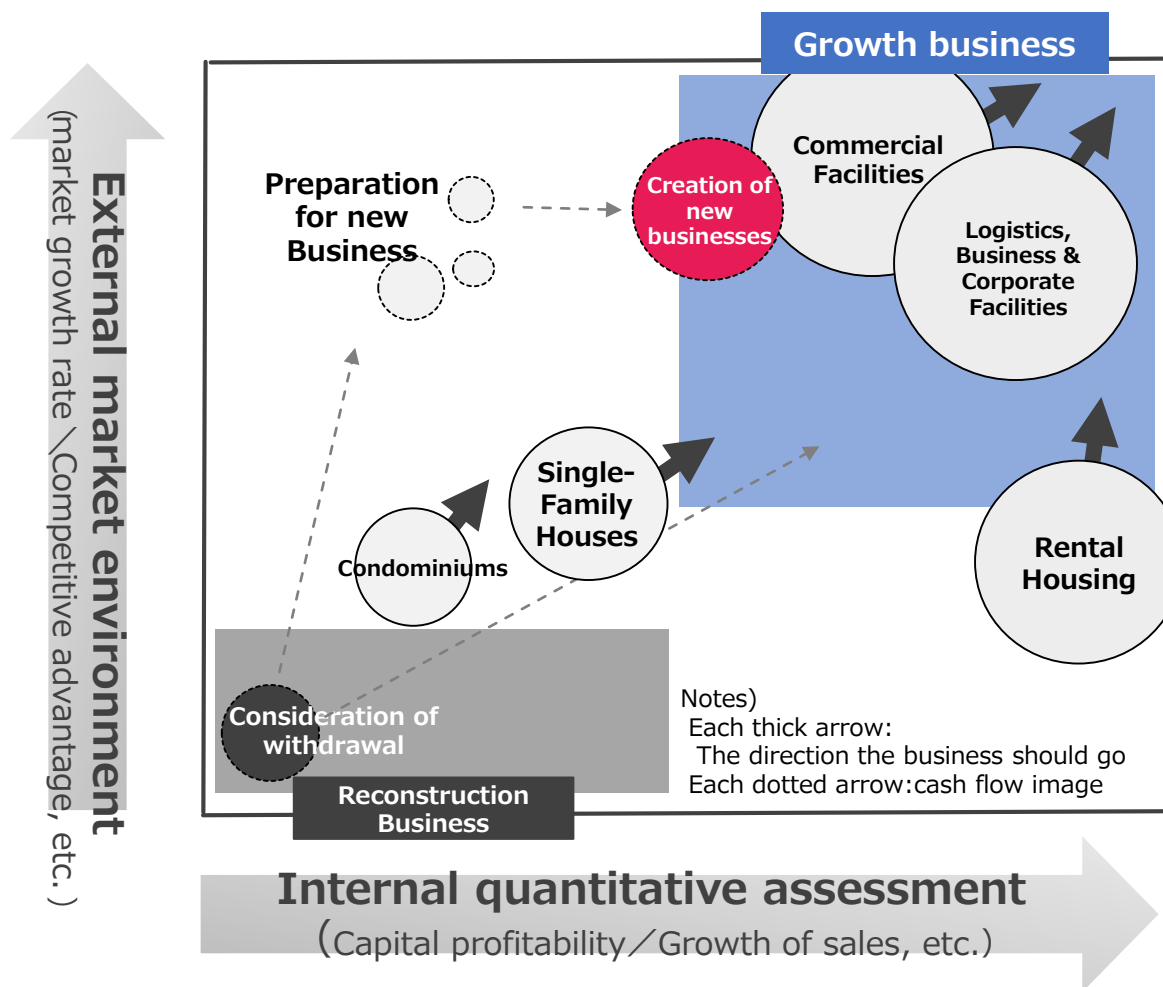 Growth business
Commercial
Facilities
Creation of
new
businesses
Logistics,
Business &
Corporate
Facilities
Preparation
for new
Business
External market environment
(market growth rate \Competitive advantage, etc. )
Single-
Family
Houses
Condominiums
Rental
Housing
Consideration of
withdrawal
Reconstruction
Business
Notes)
Each thick arrow:
The direction the business should go
Each dotted arrow:cash flow image
Internal quantitative assessment
(Capital profitability／Growth of sales, etc.)